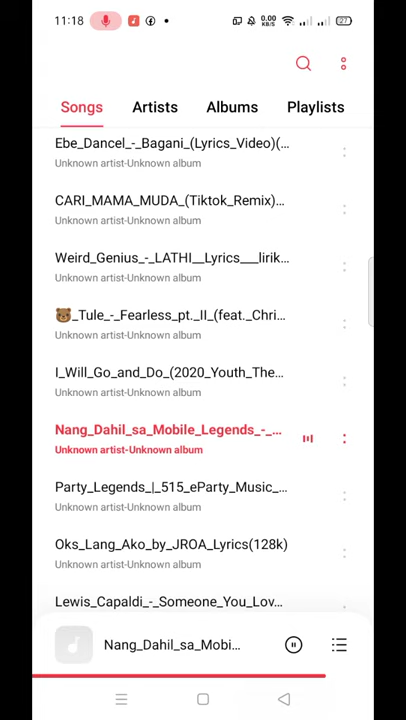 11:18
0.00
KB/S
27
Songs
Artists
Albums
Playlists
Ebe_Dancel_-_Bagani_(Lyrics_Video)(...
Unknown artist-Unknown album
CARI_MAMA_MUDA_(Tiktok_Remix)...
Unknown artist-Unknown album
Weird_Genius_-_LATHI__Lyrics___lirik...
Unknown artist-Unknown album
🐻_Tule_-_Fearless_pt._II_(feat._Chri...
Unknown artist-Unknown album
I_Will_Go_and_Do_(2020_Youth_The...
Unknown artist-Unknown album
Nang_Dahil_sa_Mobile_Legends_-_...
Unknown artist-Unknown album
Party_Legends_|_515_eParty_Music_...
Unknown artist-Unknown album
Oks_Lang_Ako_by_JROA_Lyrics(128k)
Unknown artist-Unknown album
Lewis_Capaldi_-_Someone_You_Lov...
Nang_Dahil_sa_Mobi...